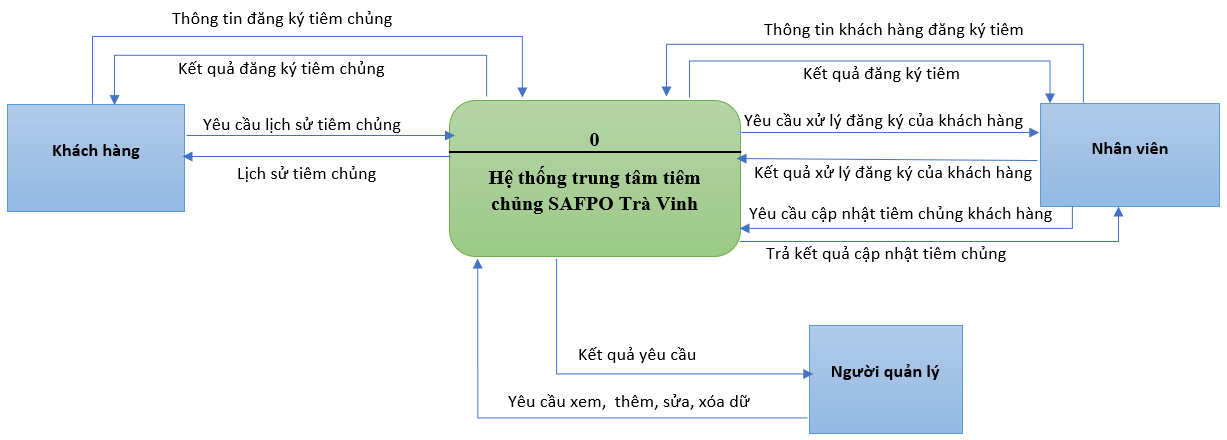 Thông tin đăng ký tiêm chủng
Kết quả đăng ký tiêm chủng
Thông tin khách hàng đăng ký tiêm
Kết quả đăng ký tiêm
Khách hàng
Yêu cầu lịch sử tiêm chủng
Lịch sử tiêm chủng
0
Hệ thống trung tâm tiêm
chủng SAFPO Trà Vinh
Yêu cầu xử lý đăng ký của khách hàng
Kết quả xử lý đăng ký của khách hàng
Yêu cầu cập nhật tiêm chủng khách hàng
Trả kết quả cập nhật tiêm chủng
Nhân viên
Kết quả yêu cầu
Yêu cầu xem, thêm, sửa, xóa dữ
Người quản lý